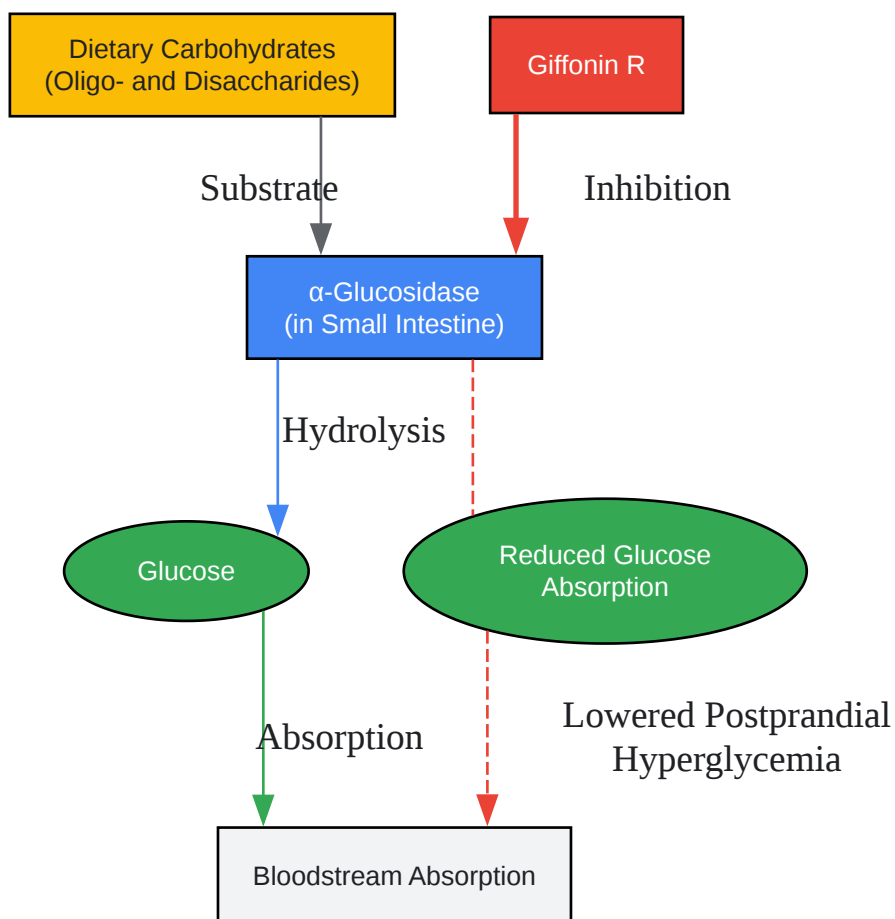 Dietary Carbohydrates
(Oligo- and Disaccharides)
Giffonin R
Substrate
Inhibition
α-Glucosidase
(in Small Intestine)
Hydrolysis
Glucose
Reduced Glucose
Absorption
Absorption
Lowered Postprandial
Hyperglycemia
Bloodstream Absorption